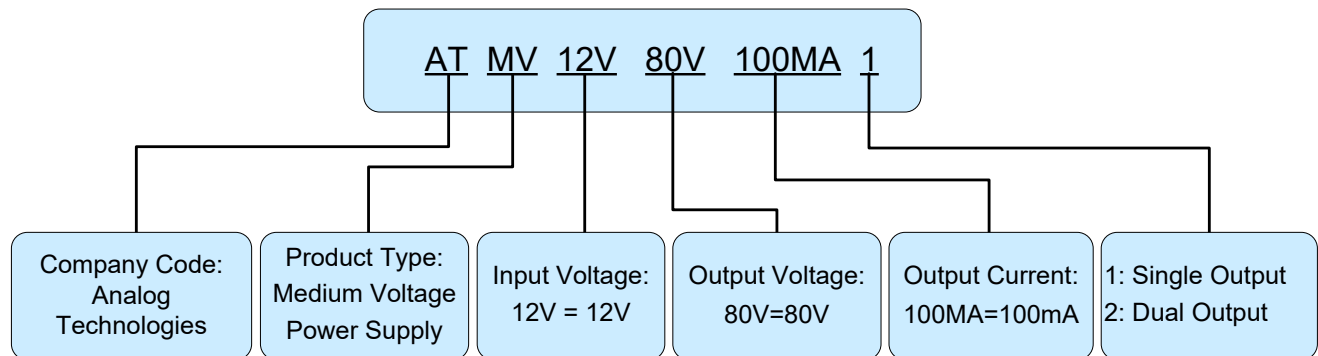 AT MV 12V 80V 100MA 1
Company Code:
Analog
Technologies
Product Type:
Medium Voltage
Power Supply
Input Voltage:
12V = 12V
Output Voltage:
80V=80V
Output Current:
100MA=100mA
1: Single Output
2: Dual Output